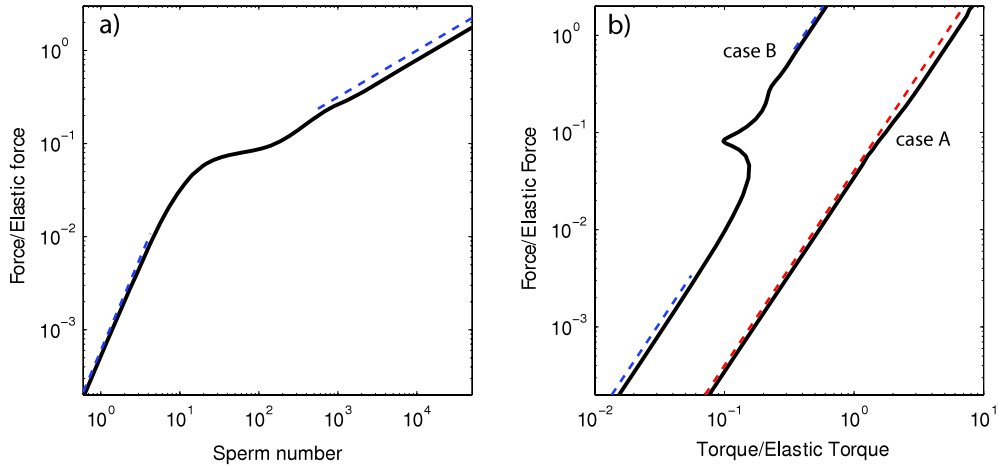 a)
Force/Elastic force
10^0
10^-1
10^-2
10^-3
10^0
10^1
10^2
10^3
10^4
Sperm number
b)
Force/Elastic Force
10^0
10^-1
10^-2
10^-3
10^-2
10^-1
10^0
10^1
Torque/Elastic Torque
case B
case A